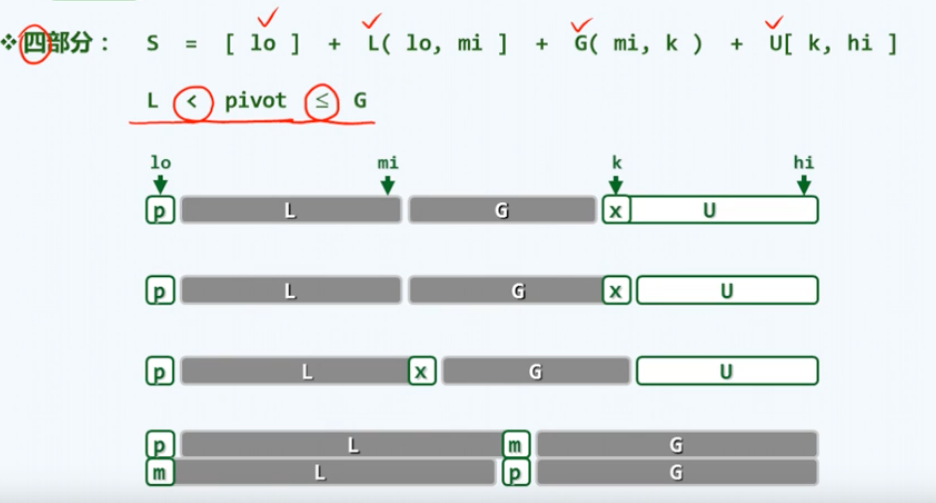 ❖四部分： S = [ lo ] + L( lo, mi ] + G( mi, k ) + U[ k, hi ]
L < pivot ≤ G
lo mi k hi
p L G x U
p L G x U
p L x G U
p L m G
m L p G